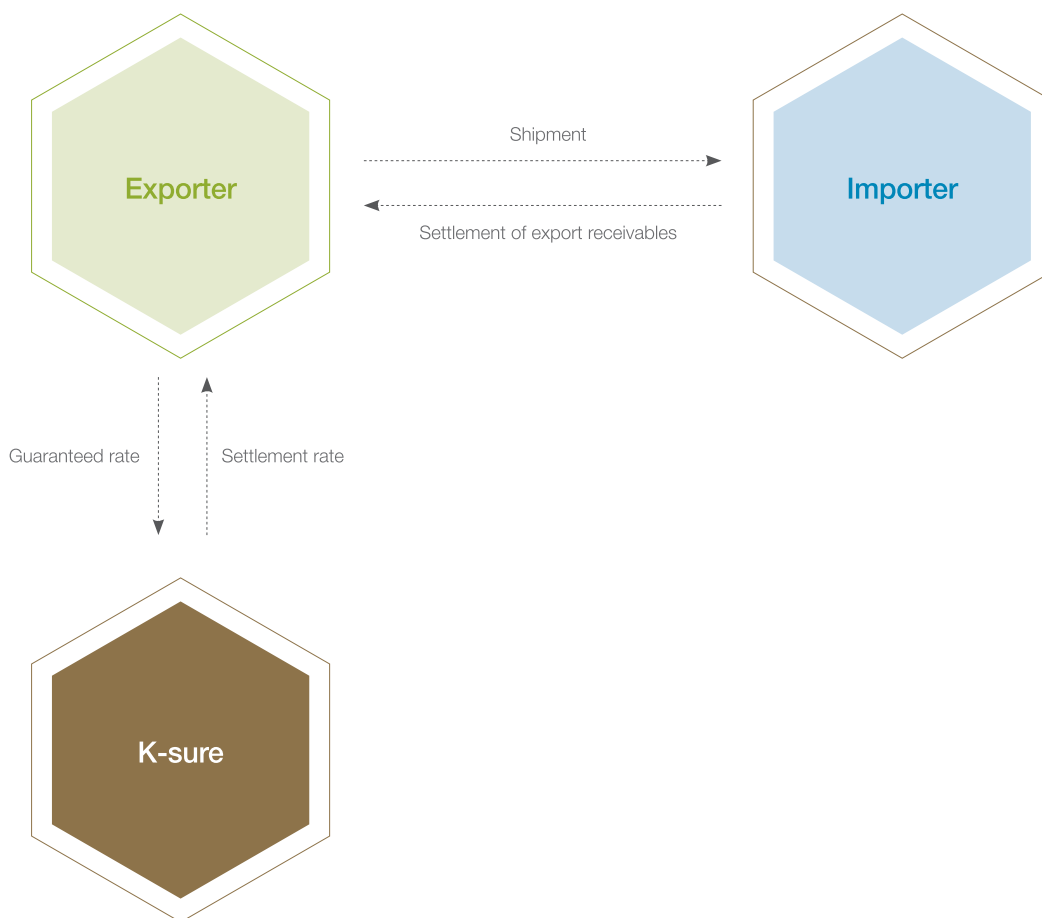 Shipment
Exporter
Importer
Settlement of export receivables
Guaranteed rate
Settlement rate
K-sure